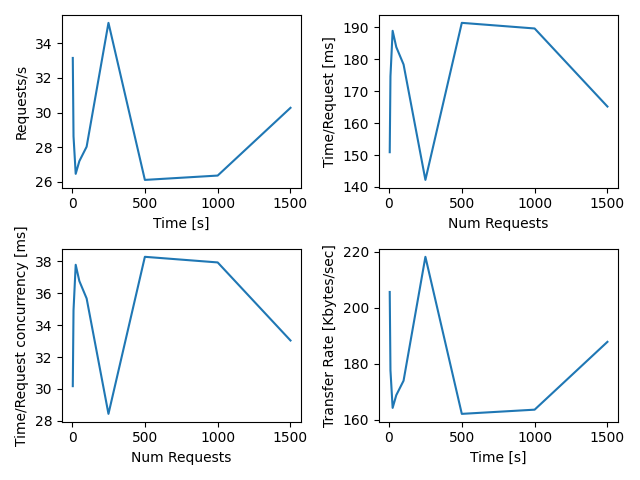 Requests/s
34
32
30
28
26
0 500 1000 1500
Time [s]
Time/Request [ms]
190
180
170
160
150
140
0 500 1000 1500
Num Requests
Time/Request concurrency [ms]
38
36
34
32
30
28
0 500 1000 1500
Num Requests
Transfer Rate [Kbytes/sec]
220
200
180
160
0 500 1000 1500
Time [s]